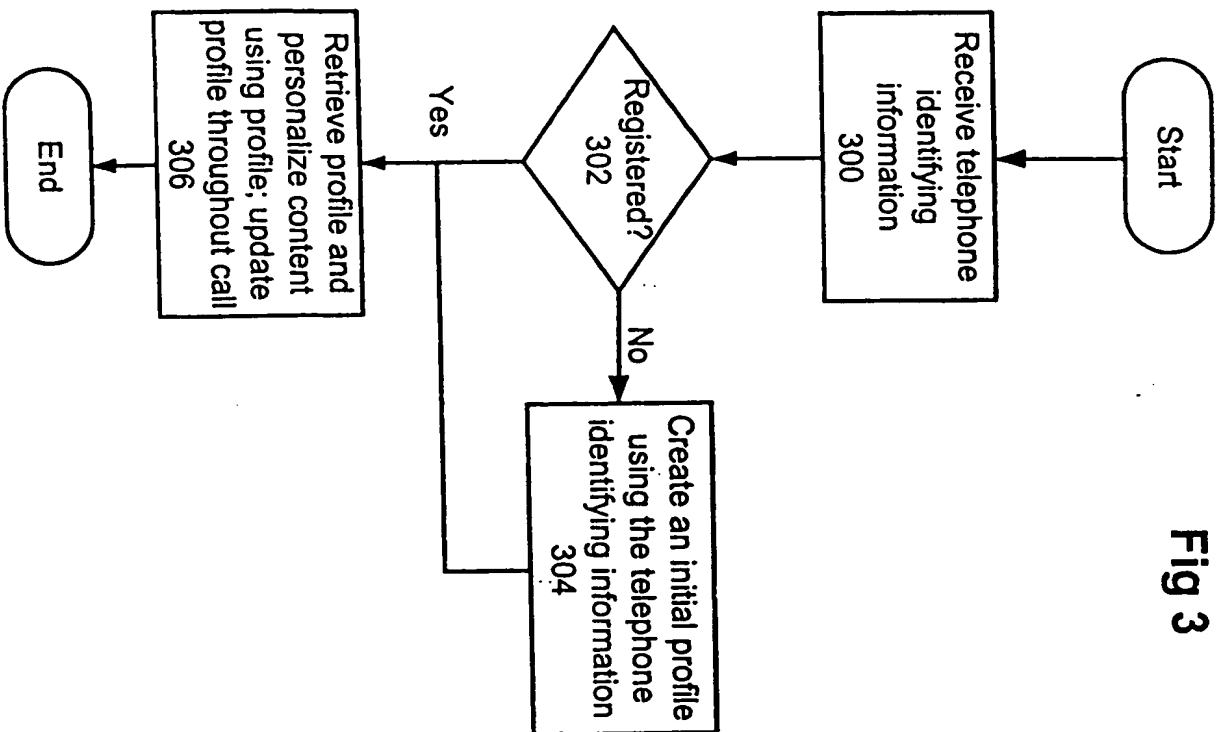 Fig 3
Start
Receive telephone
identifying
information
300
Registered?
302
No
Create an initial profile
using the telephone
identifying information
304
Yes
Retrieve profile and
personalize content
using profile; update
profile throughout call
306
End